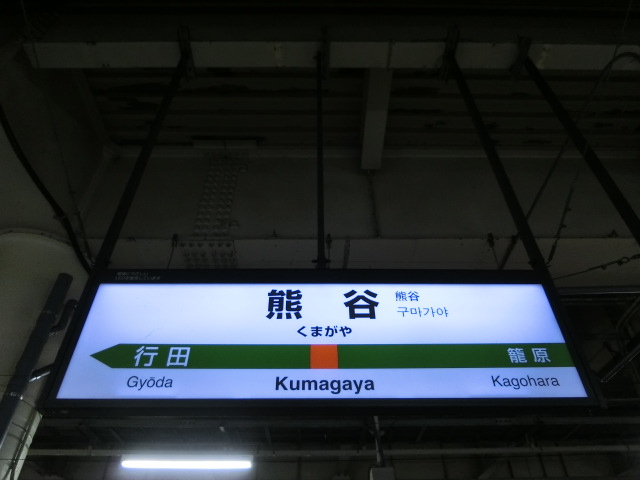 熊谷
熊谷
구마가야
くまがや
行田 籠原
Gyōda Kumagaya Kagohara